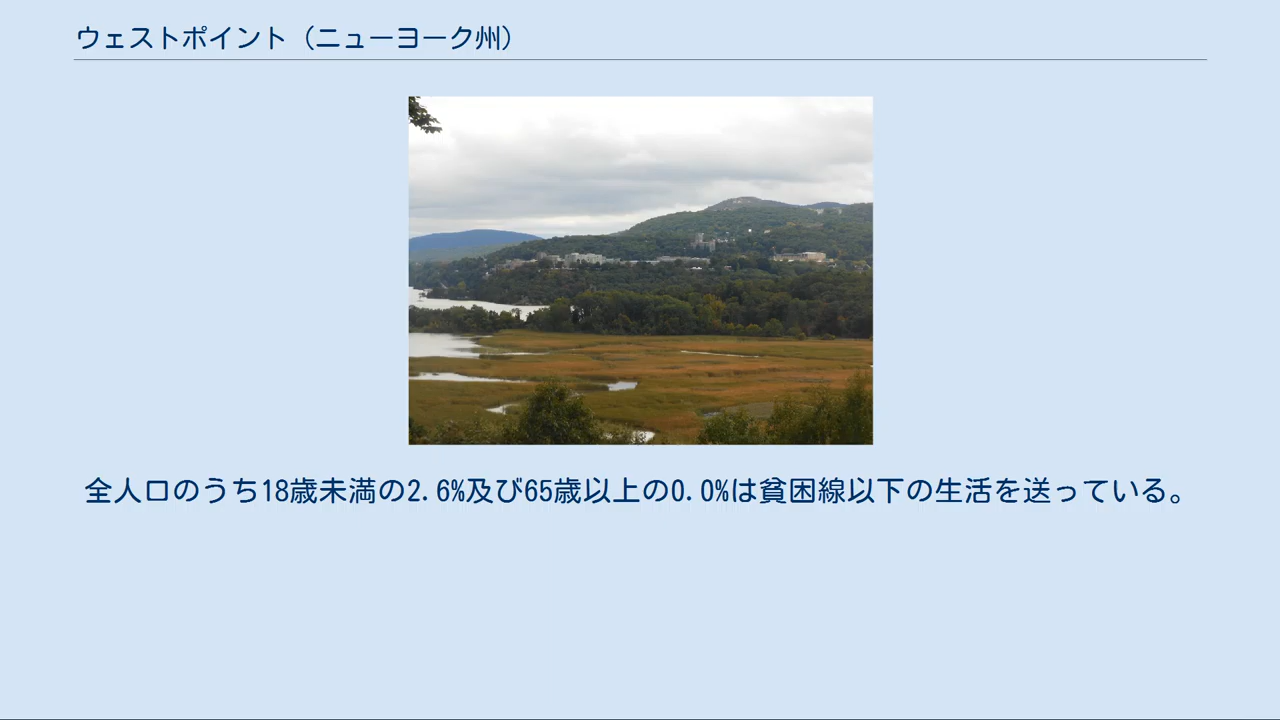 ウェストポイント（ニューヨーク州）
全人口のうち18歳未満の2.6%及び65歳以上の0.0%は貧困線以下の生活を送っている。